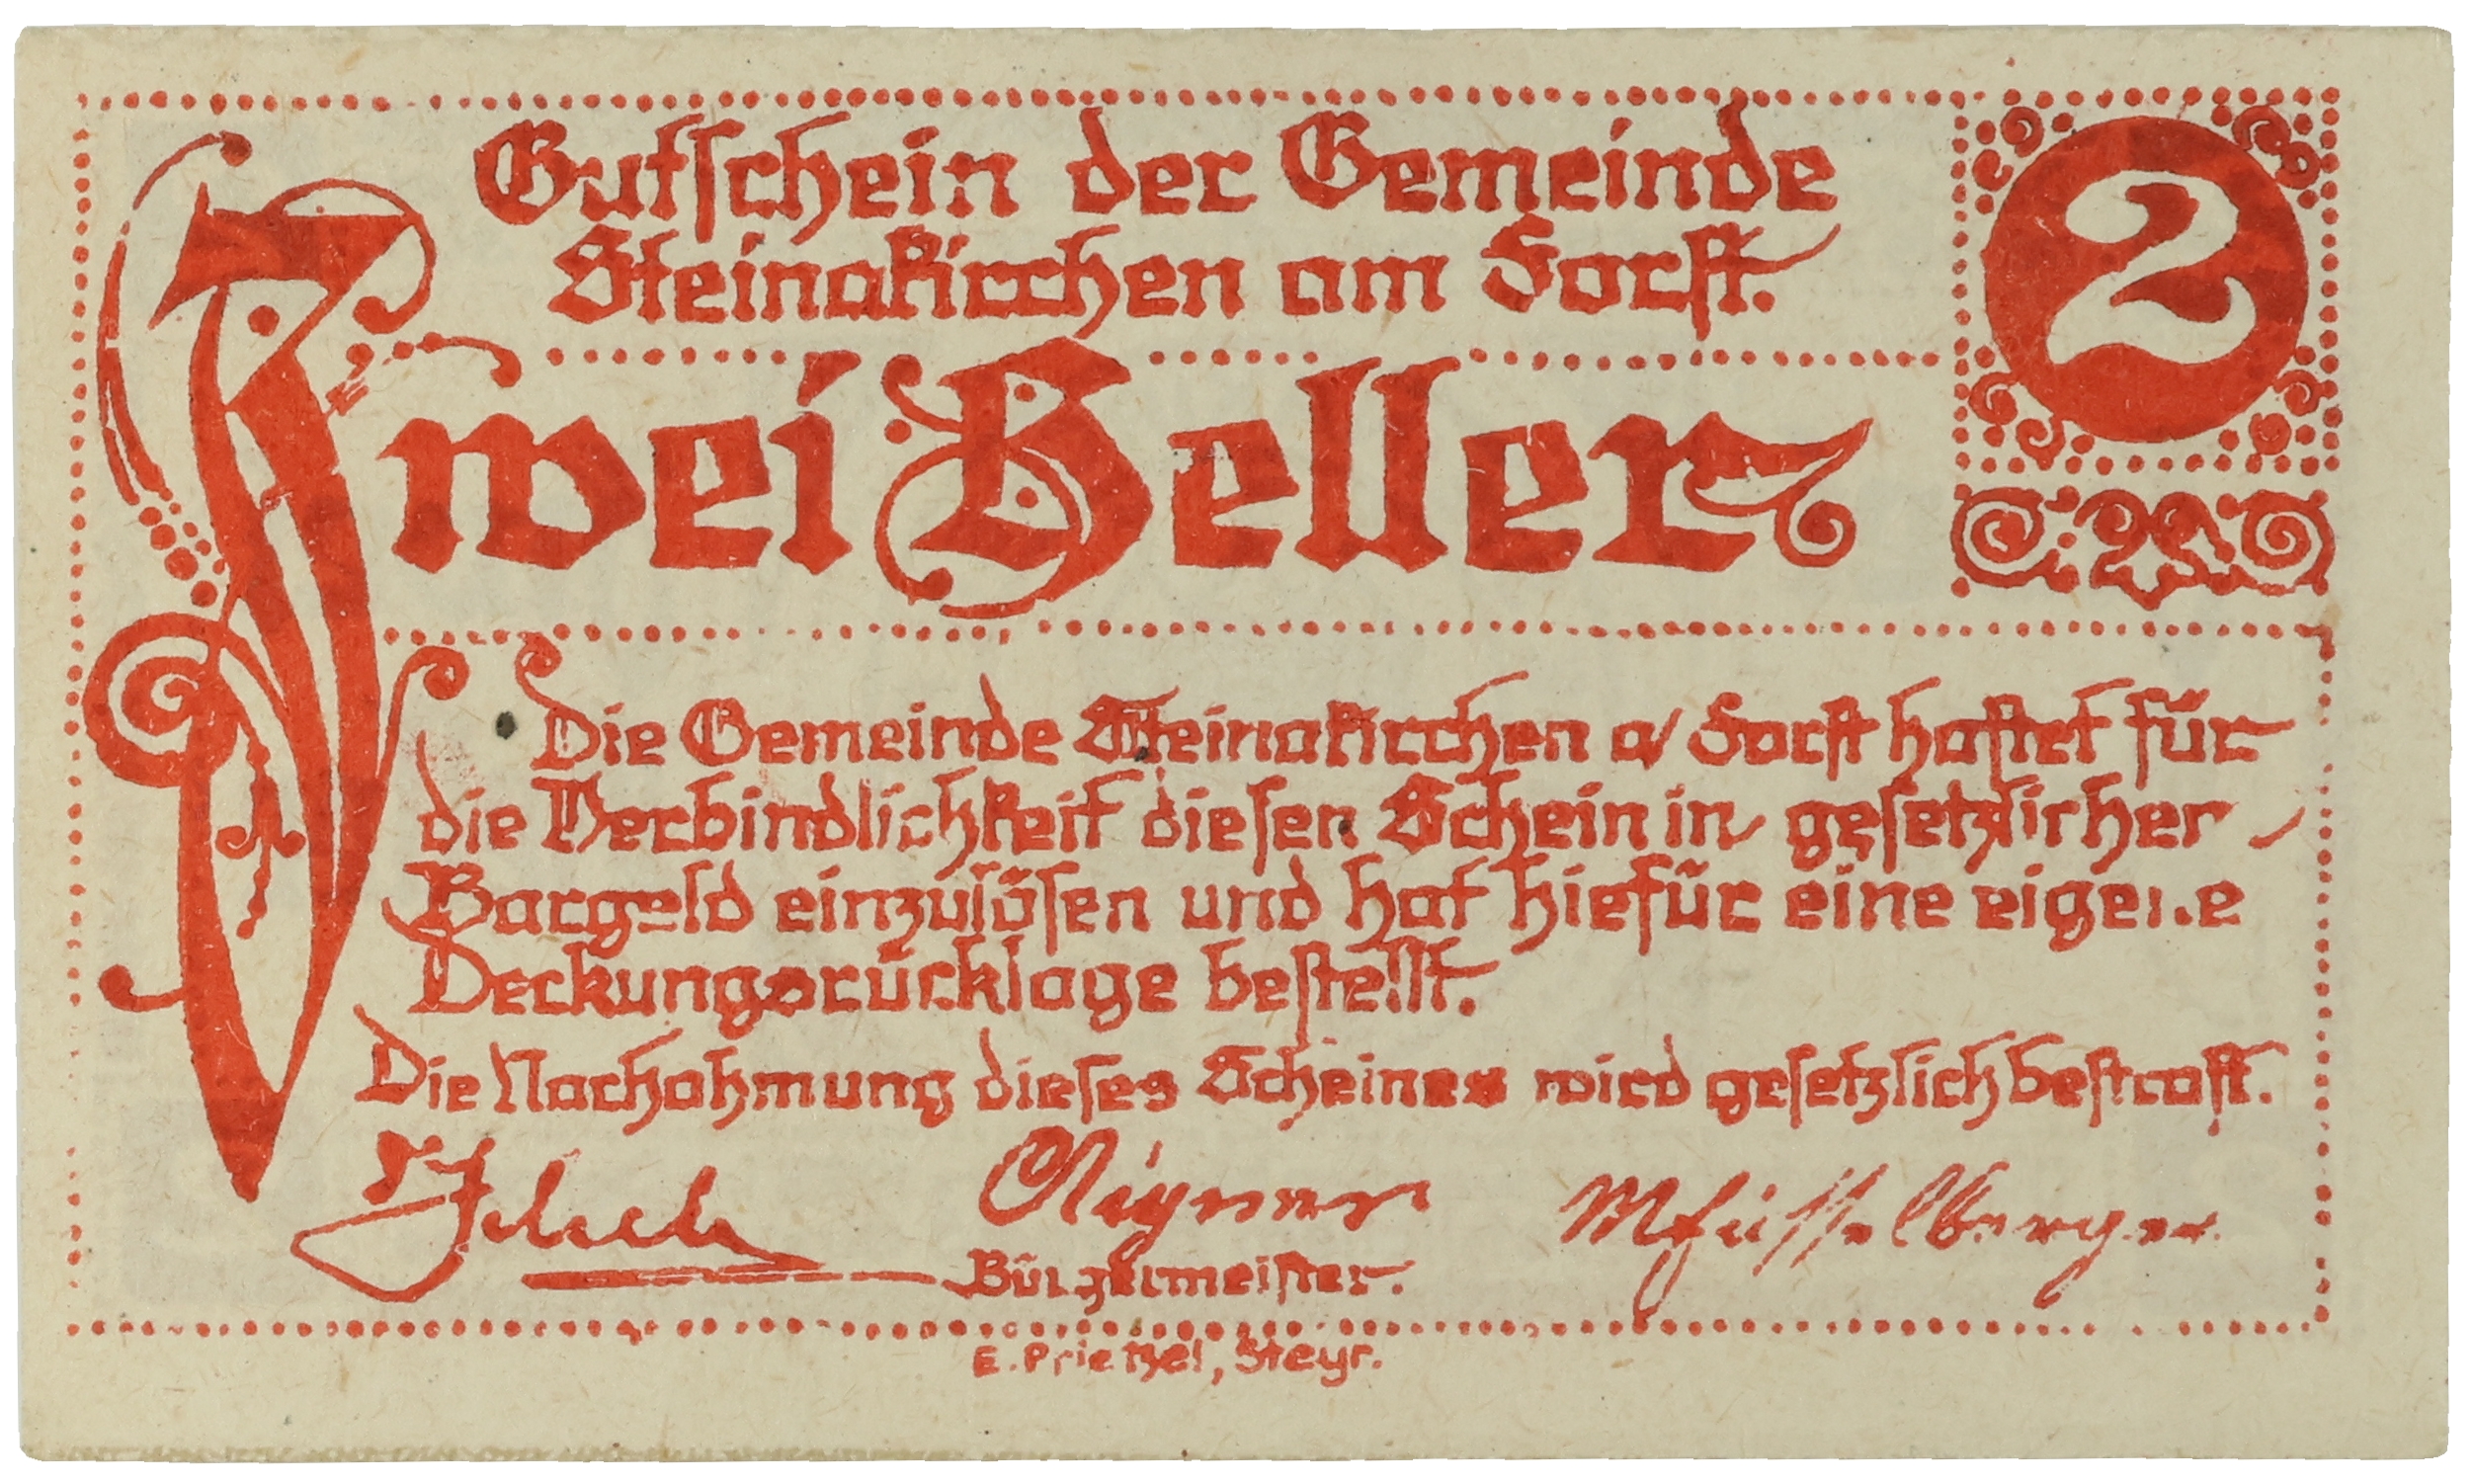 Gutschein der Gemeinde
Steinakirchen am Forst.
2
Zwei Heller
Die Gemeinde Steinakirchen a/ Forst haftet für
die Verbindlichkeit diesen Schein in gesetzlicher
Bargeld einzulösen und hat hiefür eine eigene
Deckungsrücklage bestellt.
Die Nachahmung dieses Scheines wird gesetzlich bestraft.
Aigner
Bürgermeister.
E. Prietzel, Steyr.